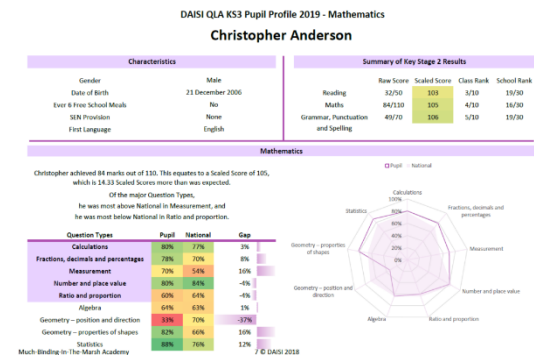 DAISI QLA KS3 Pupil Profile 2019 - Mathematics
Christopher Anderson
Characteristics
Gender Male
Date of Birth 21 December 2006
Ever 6 Free School Meals No
SEN Provision None
First Language English
Summary of Key Stage 2 Results
Raw Score Scaled Score Class Rank School Rank
Reading 32/50 103 3/10 19/30
Maths 84/110 105 4/10 16/30
Grammar, Punctuation and Spelling 49/70 106 5/10 19/30
Mathematics
Christopher achieved 84 marks out of 110. This equates to a Scaled Score of 105,
which is 14.33 Scaled Scores more than was expected.
Of the major Question Types,
he was most above National in Measurement, and
he was most below National in Ratio and proportion.
Question Types Pupil National Gap
Calculations 80% 77% 3%
Fractions, decimals and percentages 78% 70% 8%
Measurement 70% 54% 16%
Number and place value 80% 84% -4%
Ratio and proportion 60% 64% -4%
Algebra 64% 63% 1%
Geometry – position and direction 33% 70% -37%
Geometry – properties of shapes 82% 66% 16%
Statistics 88% 76% 12%
Pupil National
Calculations
Fractions, decimals and
percentages
Measurement
Number and place value
Ratio and proportion
Algebra
Geometry – position and
direction
Geometry – properties
of shapes
Statistics
100%
80%
60%
40%
20%
0%
Much-Binding-In-The-Marsh Academy 7 © DAISI 2018